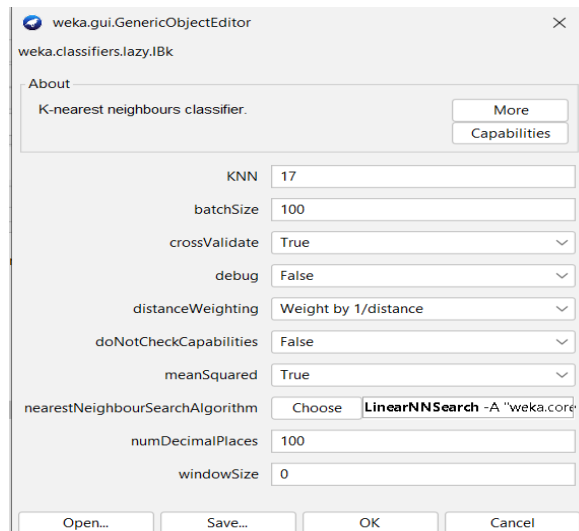 weka.gui.GenericObjectEditor
weka.classifiers.lazy.IBk
About
K-nearest neighbours classifier.
More
Capabilities
KNN 17
batchSize 100
crossValidate True
debug False
distanceWeighting Weight by 1/distance
doNotCheckCapabilities False
meanSquared True
nearestNeighbourSearchAlgorithm Choose LinearNNSearch -A "weka.core
numDecimalPlaces 100
windowSize 0
Open... Save... OK Cancel